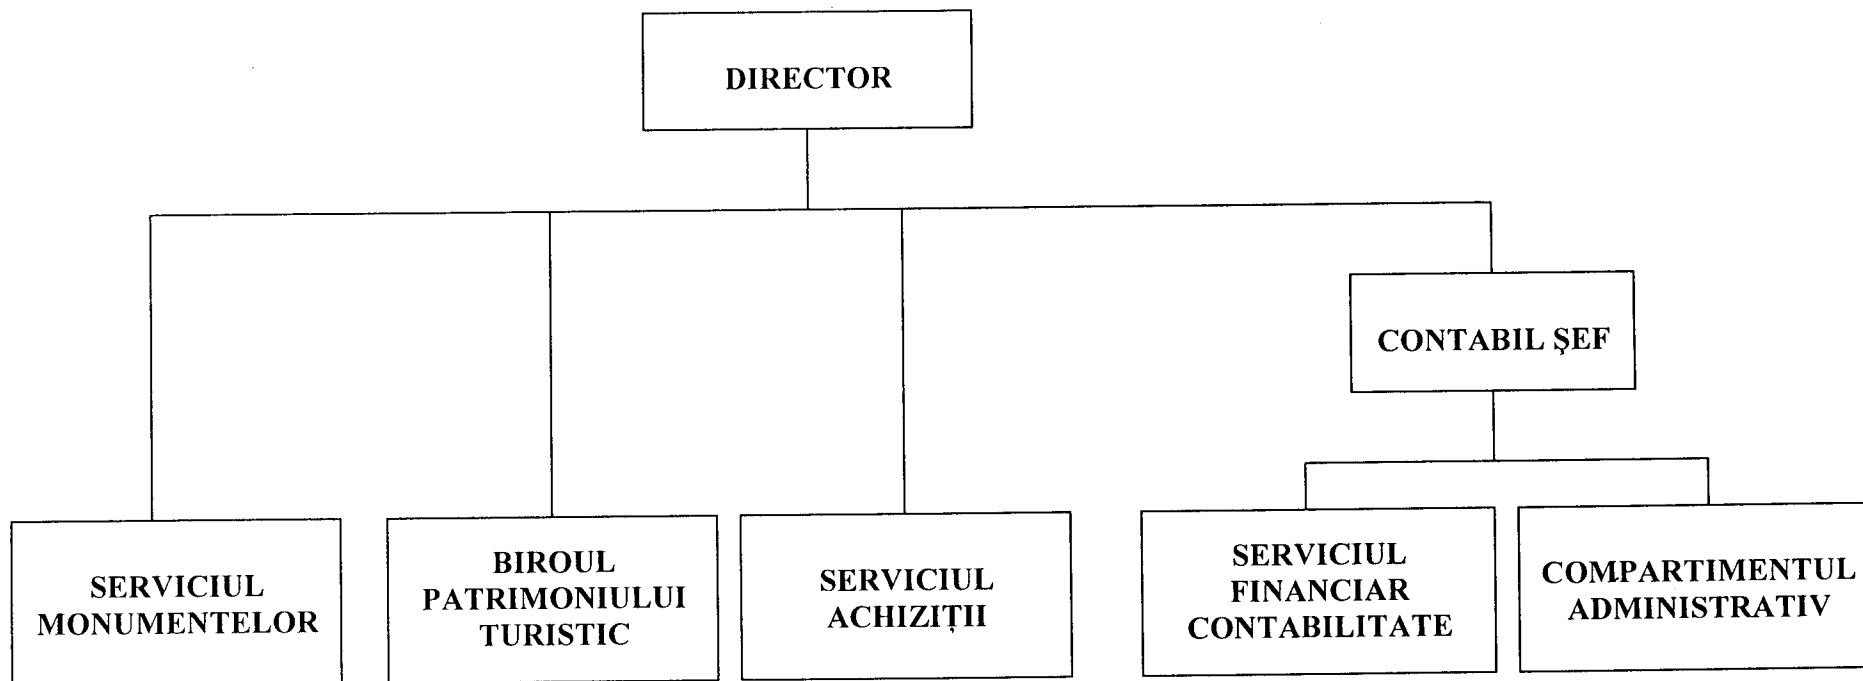 DIRECTOR
CONTABIL ŞEF
SERVICIUL
MONUMENTELOR
BIROUL
PATRIMONIULUI
TURISTIC
SERVICIUL
ACHIZIŢII
SERVICIUL
FINANCIAR
CONTABILITATE
COMPARTIMENTUL
ADMINISTRATIV